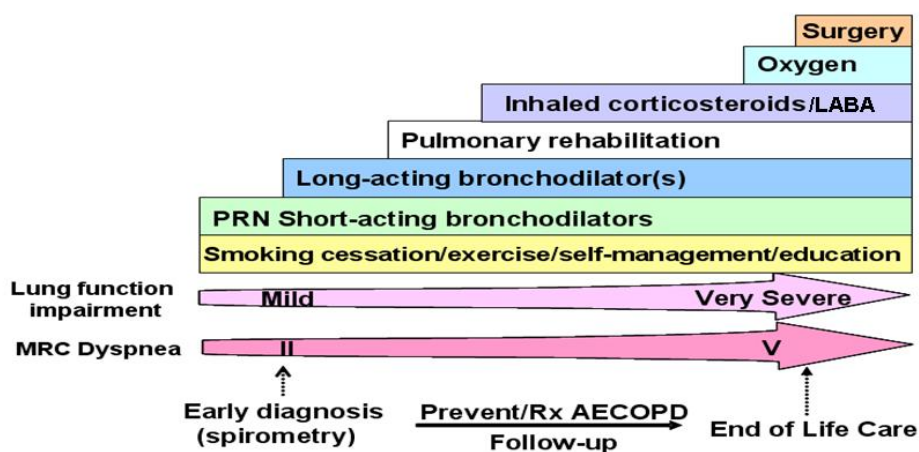 Surgery
Oxygen
Inhaled corticosteroids/LABA
Pulmonary rehabilitation
Long-acting bronchodilator(s)
PRN Short-acting bronchodilators
Smoking cessation/exercise/self-management/education
Lung function
impairment
Mild
Very Severe
MRC Dyspnea
II
V
Early diagnosis
(spirometry)
Prevent/Rx AECOPD
Follow-up
End of Life Care